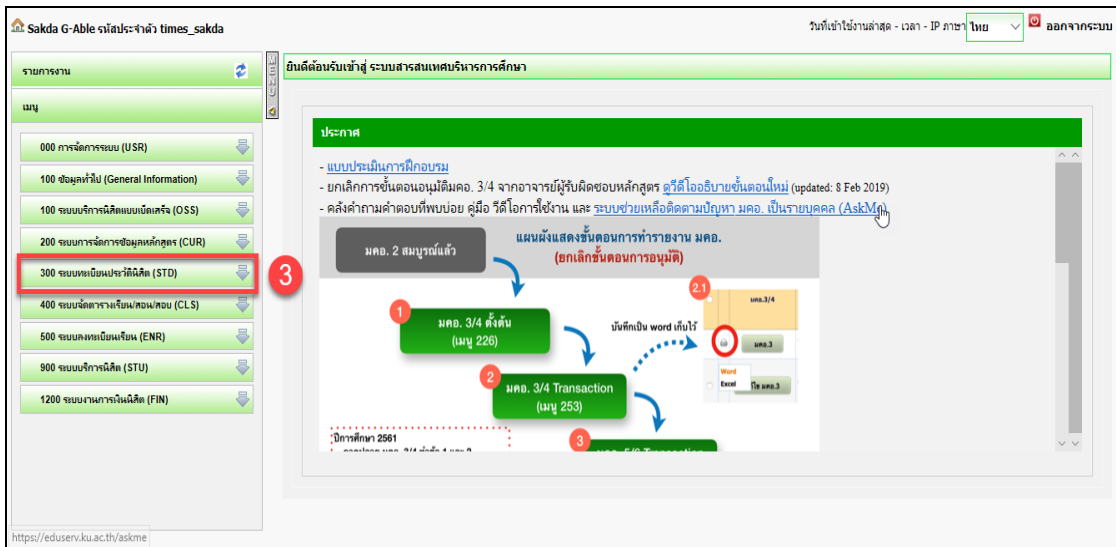 Sakda G-Able รหัสประจำตัว times_sakda
วันที่เข้าใช้งานล่าสุด - เวลา - IP ภาษา ไทย ออกจากระบบ
รายการงาน
MENU
ยินดีต้อนรับเข้าสู่ ระบบสารสนเทศบริหารการศึกษา
เมนู
000 การจัดการระบบ (USR)
100 ข้อมูลทั่วไป (General Information)
100 ระบบบริการนิสิตแบบเบ็ดเสร็จ (OSS)
200 ระบบการจัดการข้อมูลหลักสูตร (CUR)
300 ระบบทะเบียนประวัตินิสิต (STD)
3
400 ระบบจัดตารางเรียน/สอน/สอบ (CLS)
500 ระบบลงทะเบียนเรียน (ENR)
900 ระบบบริการนิสิต (STU)
1200 ระบบงานการเงินนิสิต (FIN)
ประกาศ
- แบบประเมินการฝึกอบรม
- ยกเลิกการขั้นตอนอนุมัติมคอ. 3/4 จากอาจารย์ผู้รับผิดชอบหลักสูตร ดูวีดีโออธิบายขั้นตอนใหม่ (updated: 8 Feb 2019)
- คลังคำถามคำตอบที่พบบ่อย คู่มือ วีดีโอการใช้งาน และ ระบบช่วยเหลือติดตามปัญหา มคอ. เป็นรายบุคคล (AskMe)
แผนผังแสดงขั้นตอนการทำรายงาน มคอ.
(ยกเลิกขั้นตอนการอนุมัติ)
มคอ. 2 สมบูรณ์แล้ว
1
มคอ. 3/4 ตั้งต้น
(เมนู 226)
บันทึกเป็น word เก็บไว้
2.1
มคอ.3/4
มคอ.3
Word
Excel
มคอ.3
2
มคอ. 3/4 Transaction
(เมนู 253)
3
มคอ. 5/6 Transaction
ปีการศึกษา 2561
https://eduserv.ku.ac.th/askme